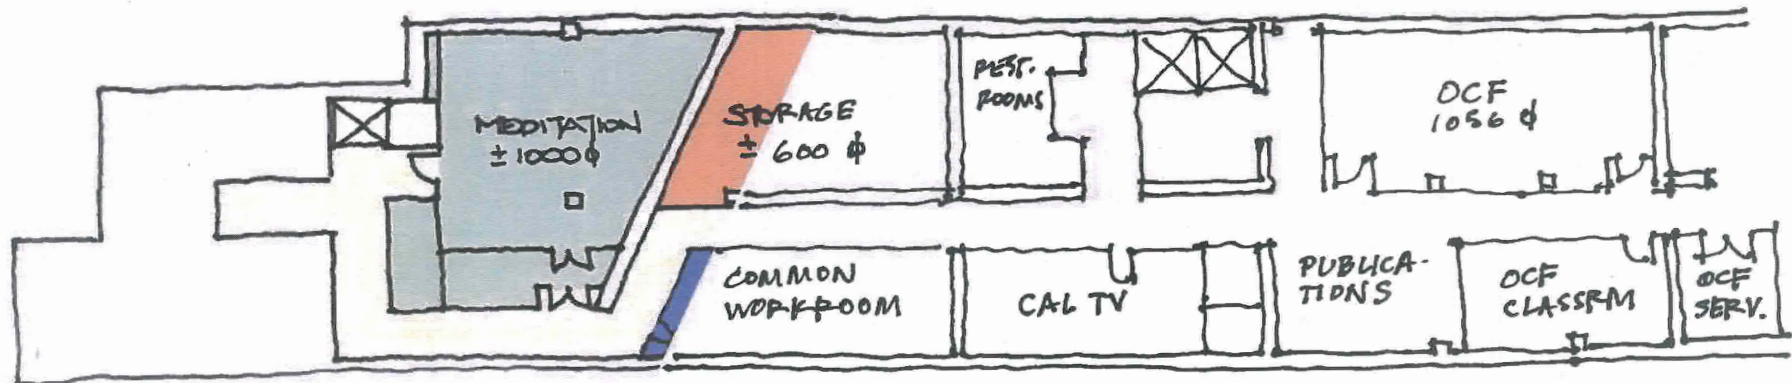 MEDITATION
± 1000 ⌀
STORAGE
± 600 ⌀
REST.
ROOMS
OCF
1056 ⌀
COMMON
WORKROOM
CAL TV
PUBLICA-
TIONS
OCF
CLASSRM
OCF
SERV.